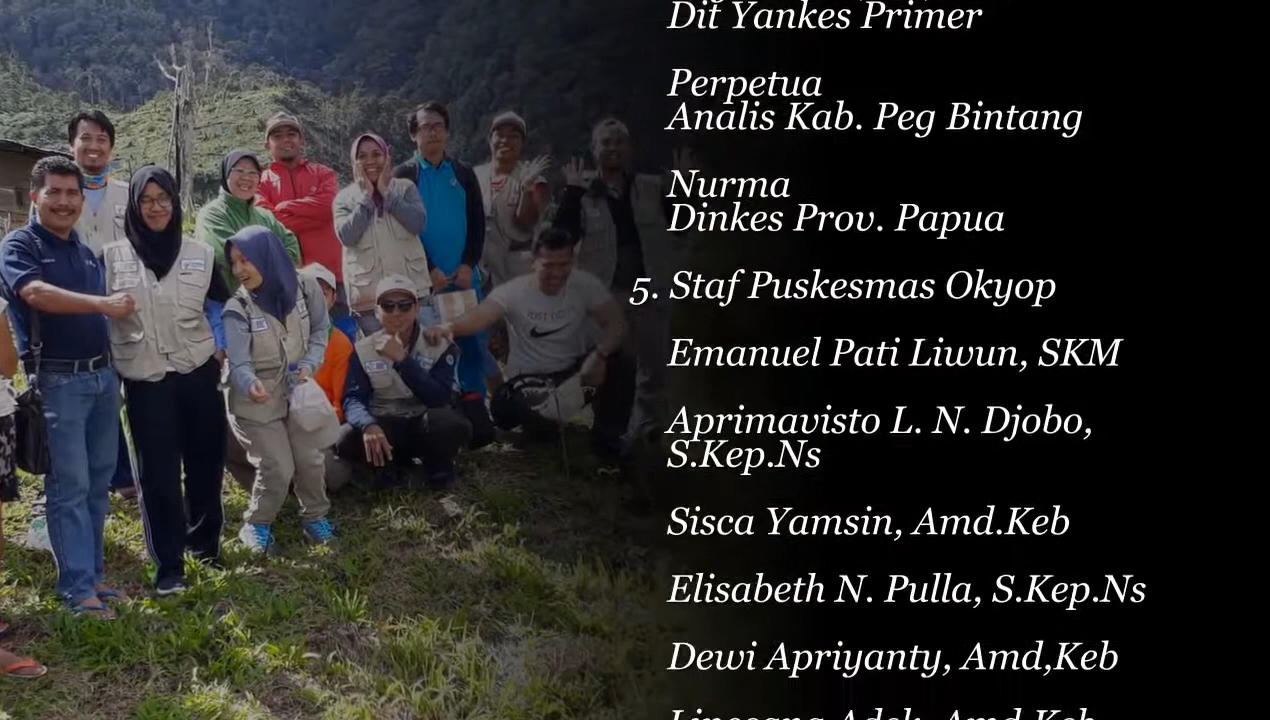 Dit Yankes Primer
Perpetua
Analis Kab. Peg Bintang
Nurma
Dinkes Prov. Papua
5. Staf Puskesmas Okyop
Emanuel Pati Liwun, SKM
Aprimavisto L. N. Djobo,
S.Kep.Ns
Sisca Yamsin, Amd.Keb
Elisabeth N. Pulla, S.Kep.Ns
Dewi Apriyanty, Amd,Keb